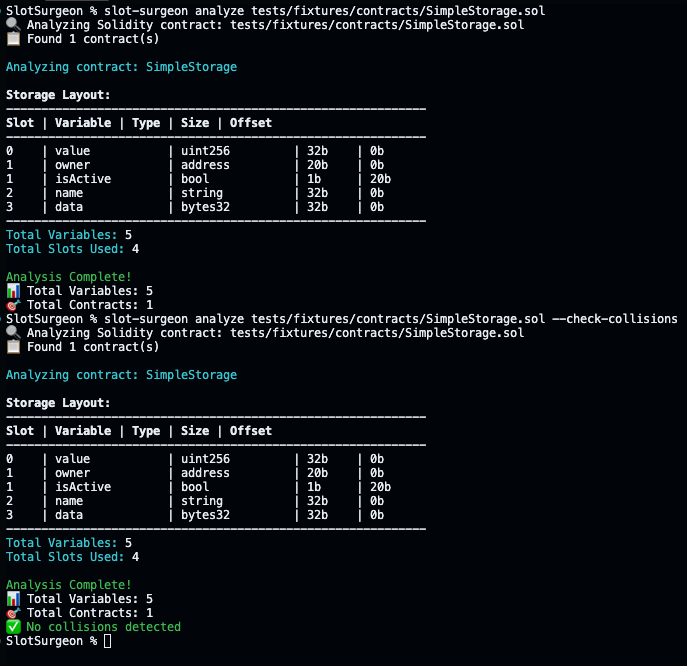 SlotSurgeon % slot-surgeon analyze tests/fixtures/contracts/SimpleStorage.sol
🔍 Analyzing Solidity contract: tests/fixtures/contracts/SimpleStorage.sol
📋 Found 1 contract(s)
Analyzing contract: SimpleStorage
Storage Layout:
────────────────────────────────────────────────────────────
Slot | Variable | Type | Size | Offset
────────────────────────────────────────────────────────────
0    | value           | uint256         | 32b    | 0b
1    | owner           | address         | 20b    | 0b
1    | isActive        | bool            | 1b     | 20b
2    | name            | string          | 32b    | 0b
3    | data            | bytes32         | 32b    | 0b
────────────────────────────────────────────────────────────
Total Variables: 5
Total Slots Used: 4
Analysis Complete!
📊 Total Variables: 5
🎯 Total Contracts: 1
SlotSurgeon % slot-surgeon analyze tests/fixtures/contracts/SimpleStorage.sol --check-collisions
🔍 Analyzing Solidity contract: tests/fixtures/contracts/SimpleStorage.sol
📋 Found 1 contract(s)
Analyzing contract: SimpleStorage
Storage Layout:
────────────────────────────────────────────────────────────
Slot | Variable | Type | Size | Offset
────────────────────────────────────────────────────────────
0    | value           | uint256         | 32b    | 0b
1    | owner           | address         | 20b    | 0b
1    | isActive        | bool            | 1b     | 20b
2    | name            | string          | 32b    | 0b
3    | data            | bytes32         | 32b    | 0b
────────────────────────────────────────────────────────────
Total Variables: 5
Total Slots Used: 4
Analysis Complete!
📊 Total Variables: 5
🎯 Total Contracts: 1
✅ No collisions detected
SlotSurgeon %